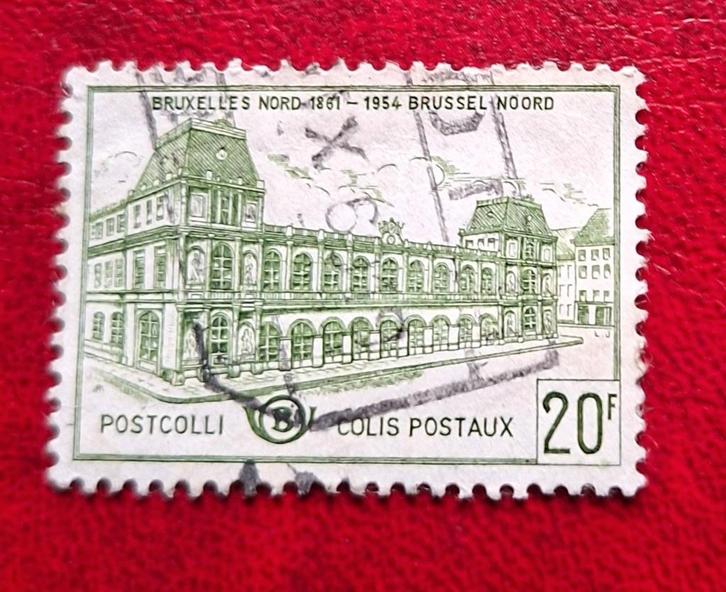 BRUXELLES NORD 1861 - 1954 BRUSSEL NOORD
POSTCOLLI B COLIS POSTAUX 20F